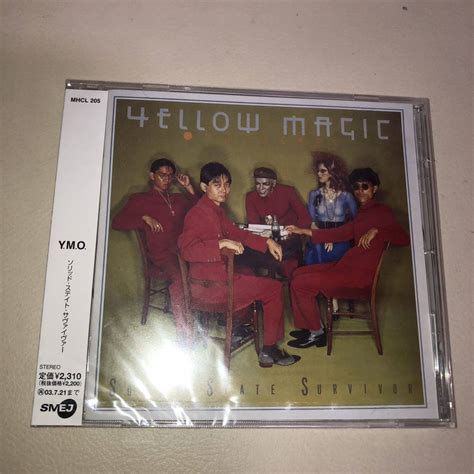 MHCL 205
Y.M.O.
ソリッド・ステイト・サヴァイヴァー
STEREO
定価¥2,310
(税抜価格¥2,200)
03.7.21まで
SMEJ
YELLOW MAGIC
STATE SURVIVOR